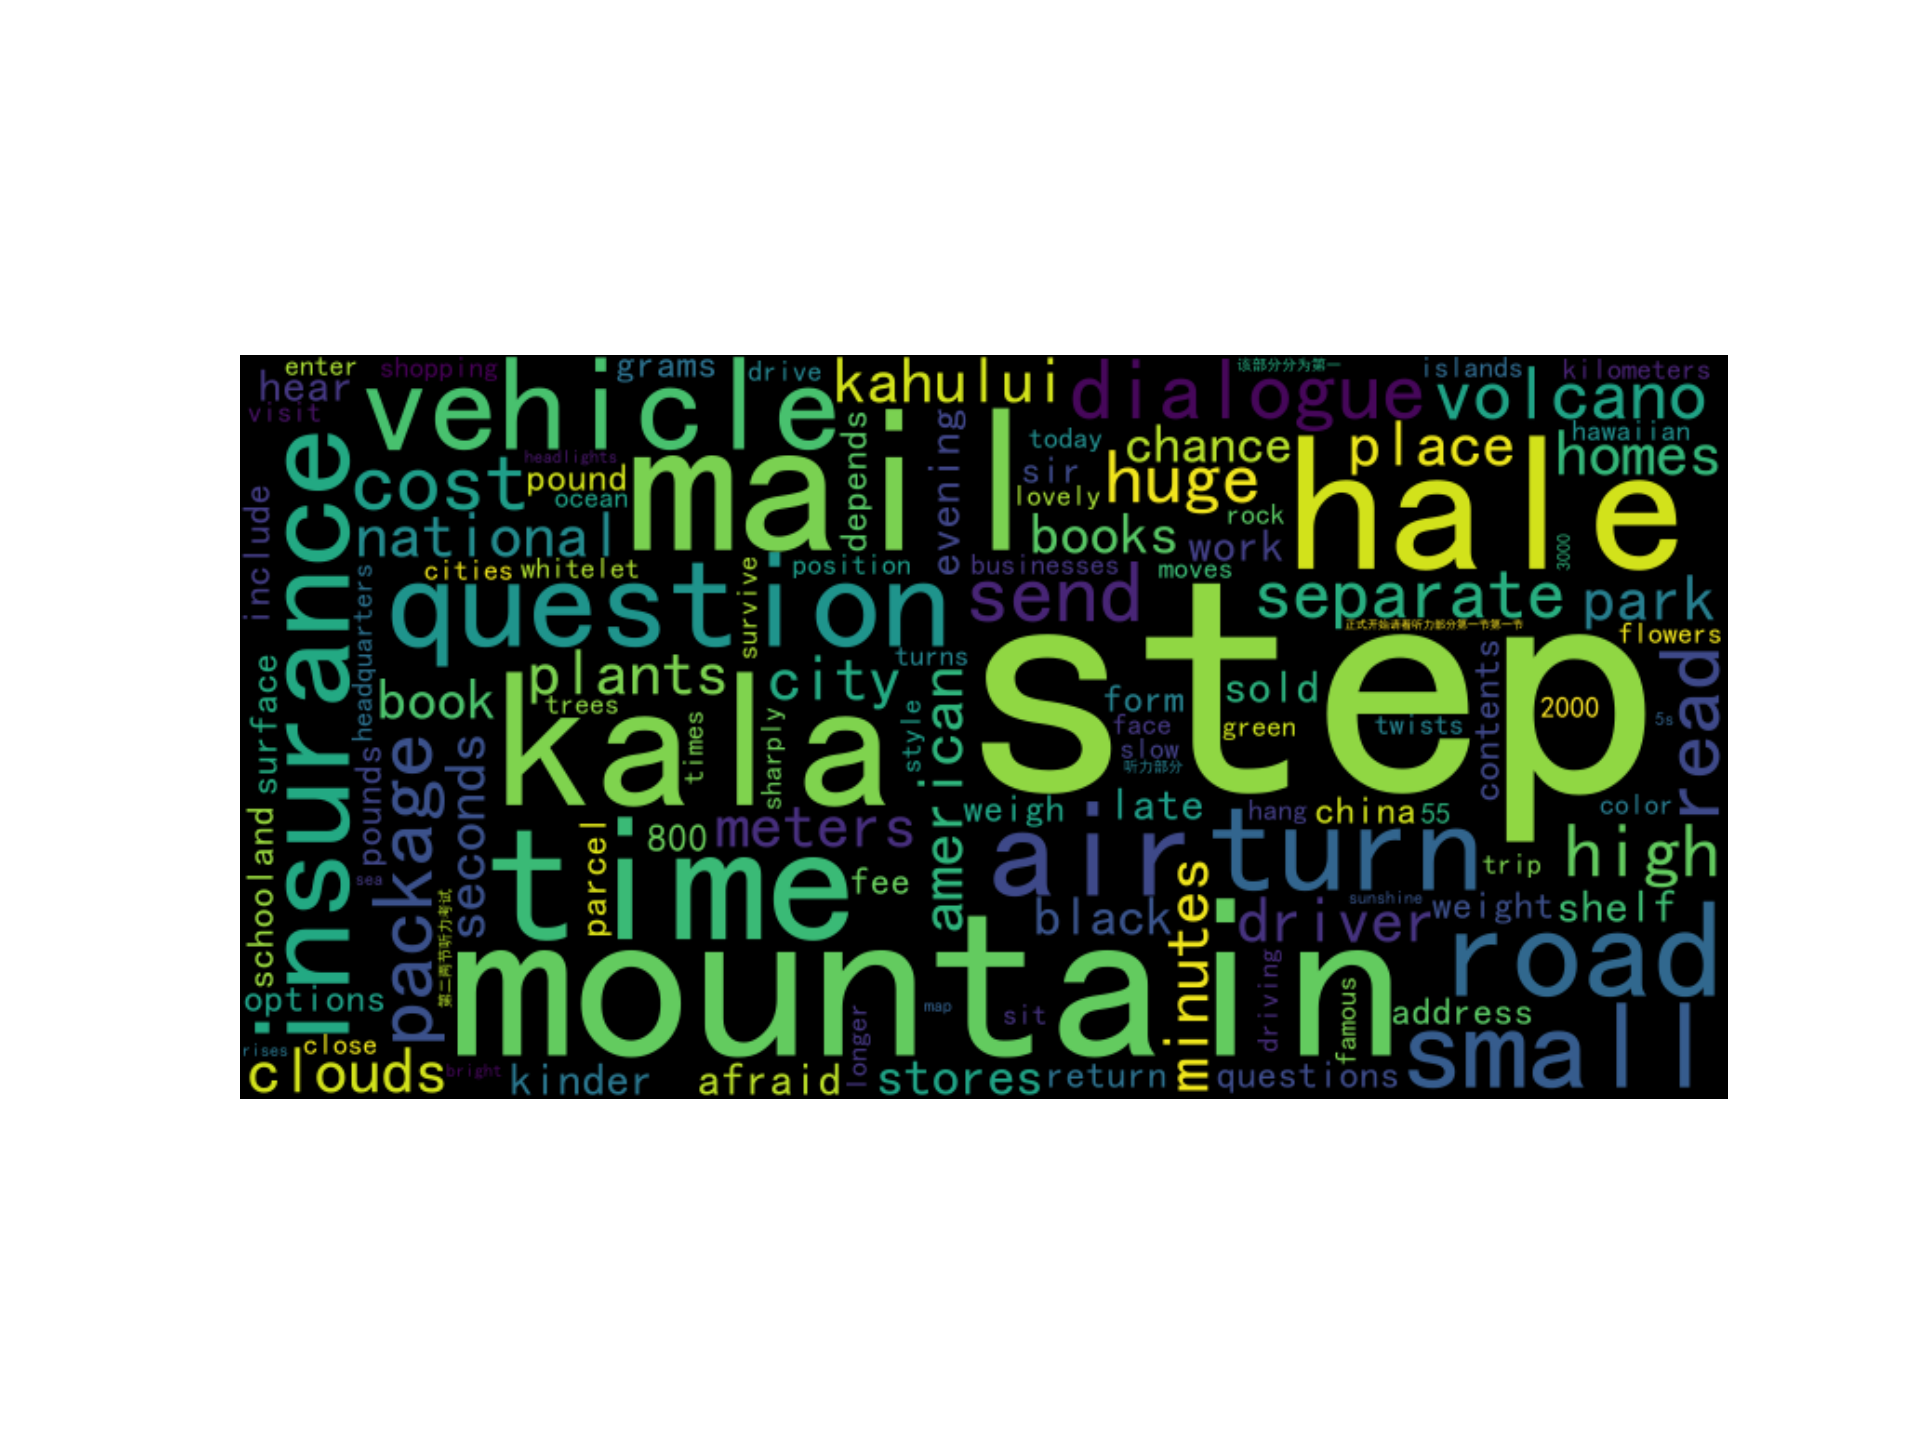 enter
shopping
grams
drive
kahului
dialogue
该部分分为第一
islands
kilometers
hear
visit
vehicle
volcano
hawaiian
today
chance
place
homes
headlights
cost
pound
ocean
mail
depends
evening
sir
lovely
huge
hale
insurance
include
national
books
rock
work
3000
cities
whitelet
position
businesses
moves
question
survive
send
separate
park
正式开始请看听力部分第一节第一节
flowers
headquarters
surface
plants
city
turns
step
contents
read
book
trees
kala
times
sharply
style
american
form
sold
face
green
twists
2000
5s
slow
听力部分
package
pounds
seconds
weigh
late
hang
china
55
color
schooland
parcel
800
meters
air
turn
trip
high
time
fee
sea
第二两节听力考试
black
minutes
driver
sunshine
weight
shelf
road
mountain
options
map
sit
driving
famous
address
small
rises
close
clouds
bright
kinder
afraid
longer
stores
return
questions